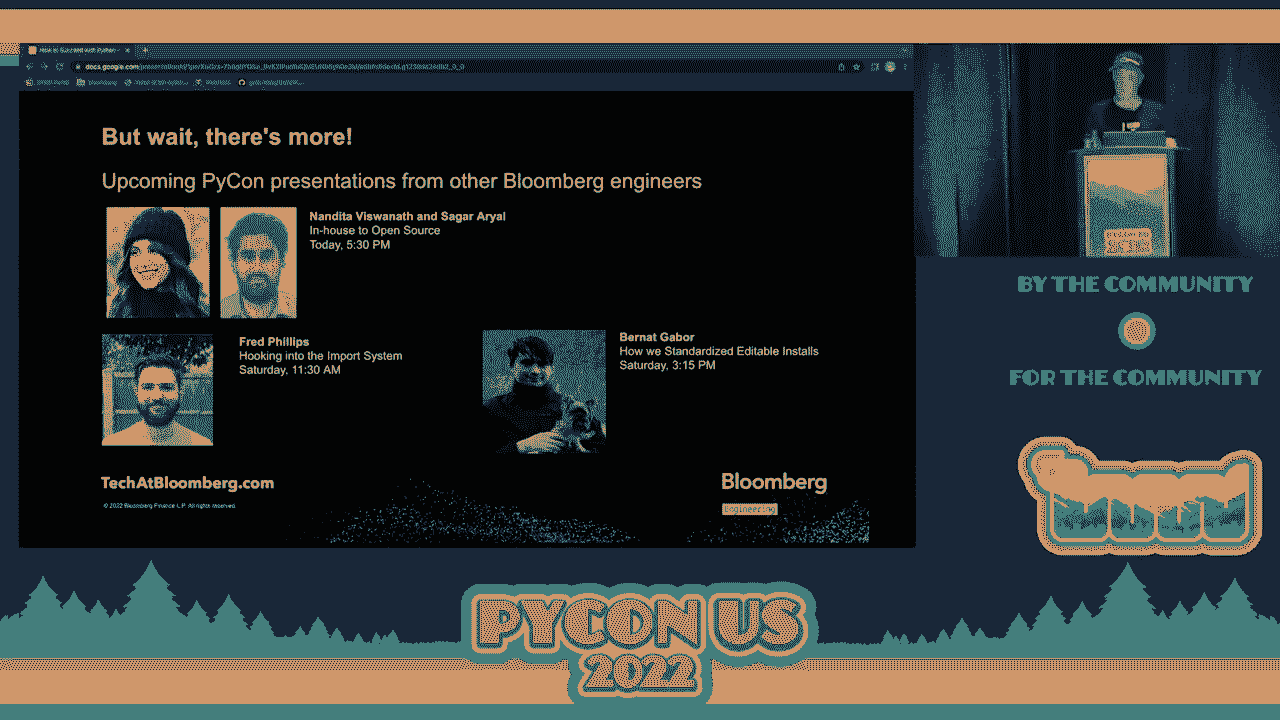 But wait, there's more!
Upcoming PyCon presentations from other Bloomberg engineers
Nandita Viswanath and Sagar Aryal
In-house to Open Source
Today, 5:30 PM
Fred Phillips
Hooking into the Import System
Saturday, 11:30 AM
Bernat Gabor
How we Standardized Editable Installs
Saturday, 3:15 PM
TechAtBloomberg.com
© 2022 Bloomberg Finance L.P. All rights reserved.
Bloomberg
Engineering
BY THE COMMUNITY
FOR THE COMMUNITY
PYCON US
2022